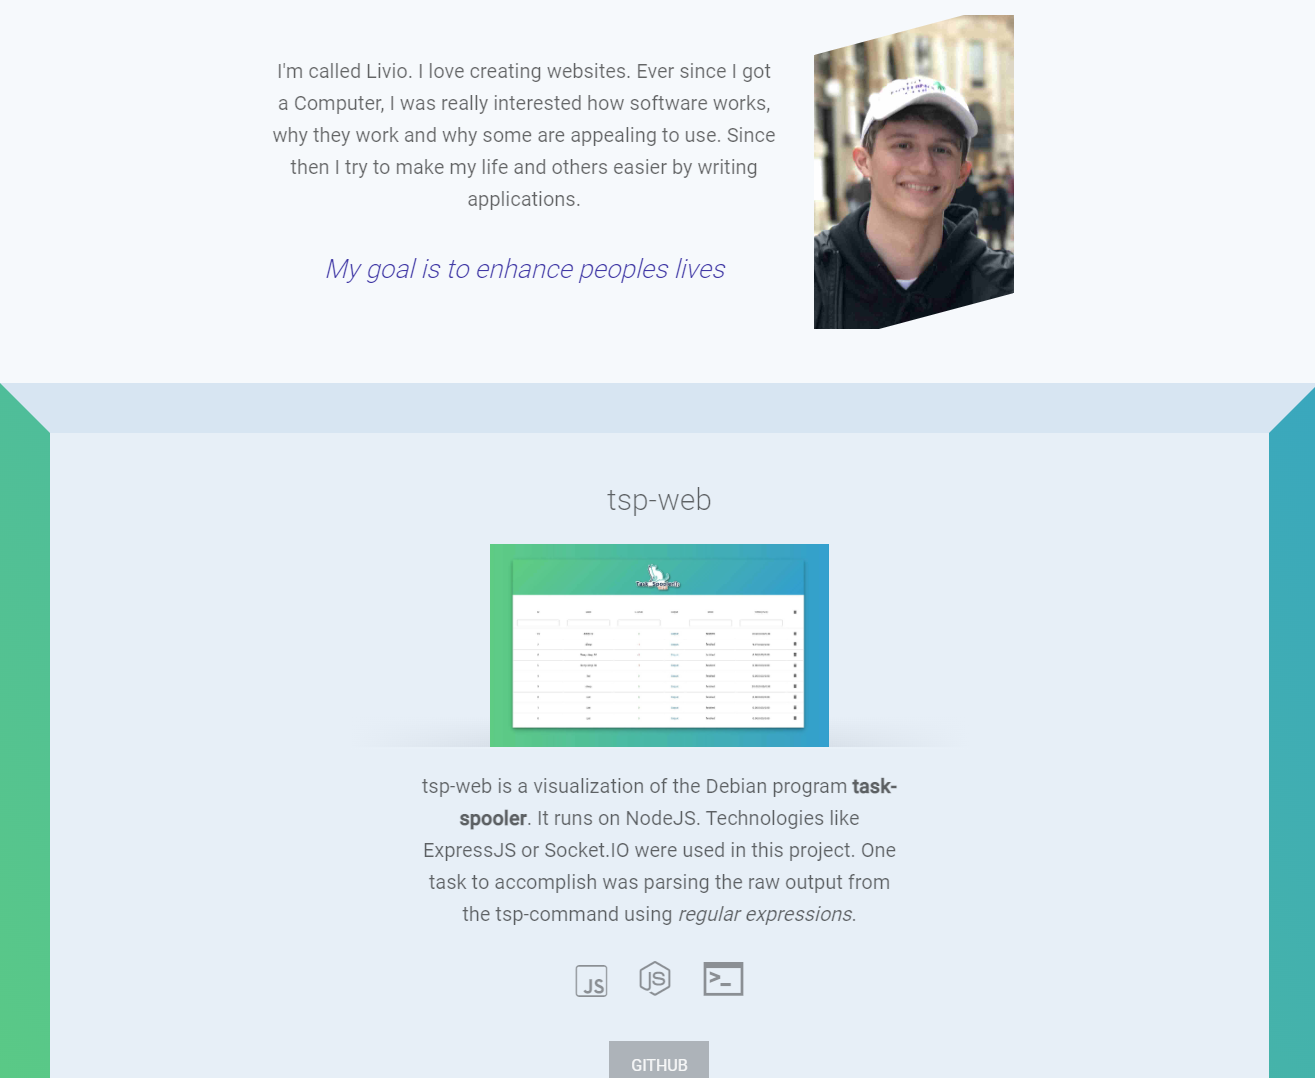 I'm called Livio. I love creating websites. Ever since I got
a Computer, I was really interested how software works,
why they work and why some are appealing to use. Since
then I try to make my life and others easier by writing
applications.
My goal is to enhance peoples lives
tsp-web
tsp-web is a visualization of the Debian program task-
spooler. It runs on NodeJS. Technologies like
ExpressJS or Socket.IO were used in this project. One
task to accomplish was parsing the raw output from
the tsp-command using regular expressions.
JS
JS
GITHUB